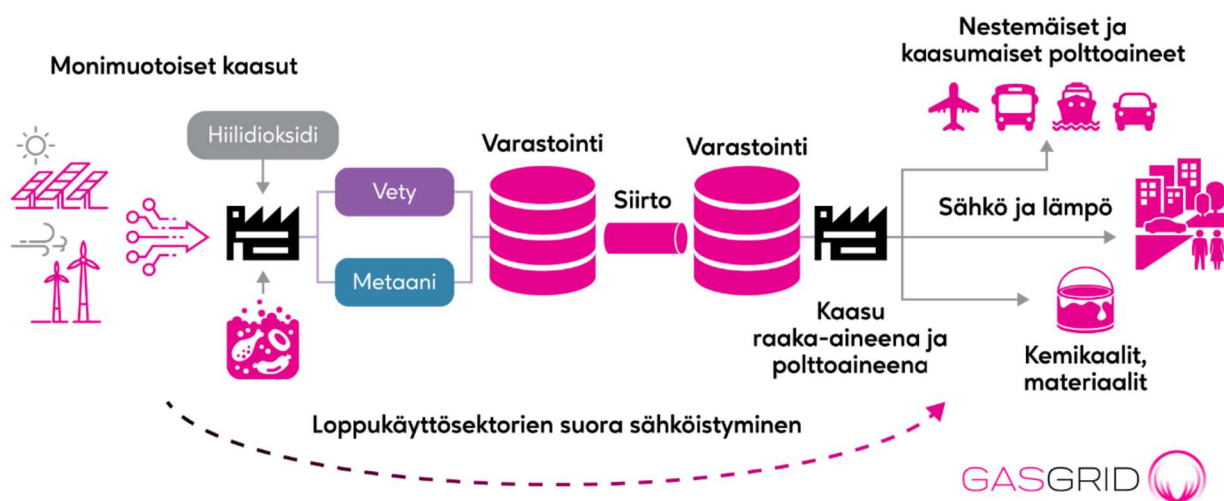 Monimuotoiset kaasut
Hiilidioksidi
Vety
Metaani
Varastointi
Siirto
Varastointi
Kaasu
raaka-aineena ja
polttoaineena
Nestemäiset ja
kaasumaiset polttoaineet
Sähkö ja lämpö
Kemikaalit,
materiaalit
Loppukäyttösektorien suora sähköistyminen
GASGRID